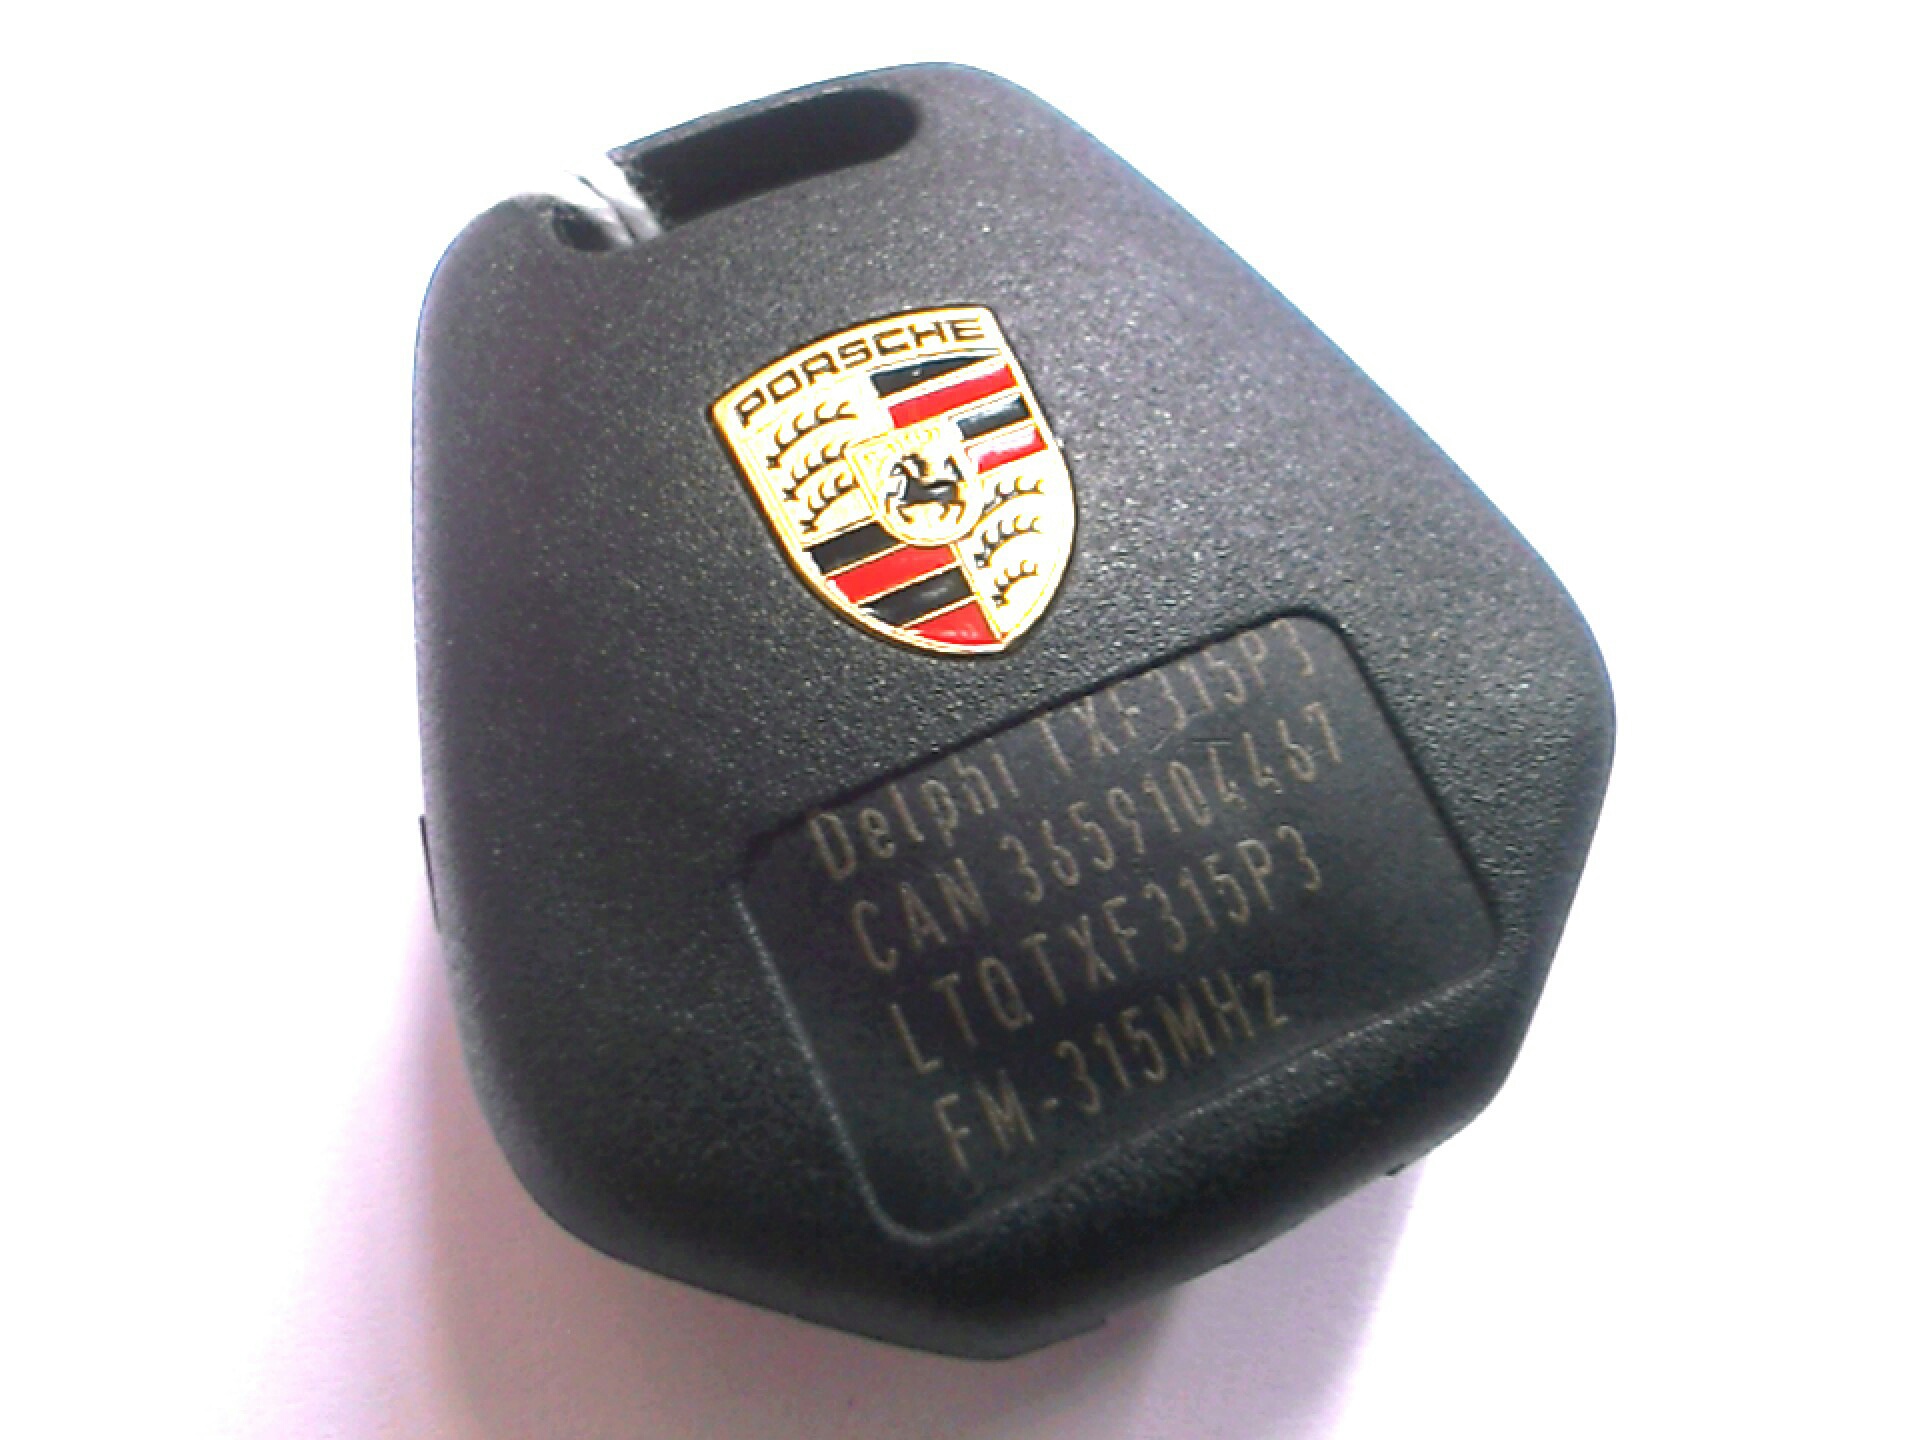 PORSCHE
Delphi TXF315P3
CAN 3659104467
LTQTXF315P3
FM-315MHz